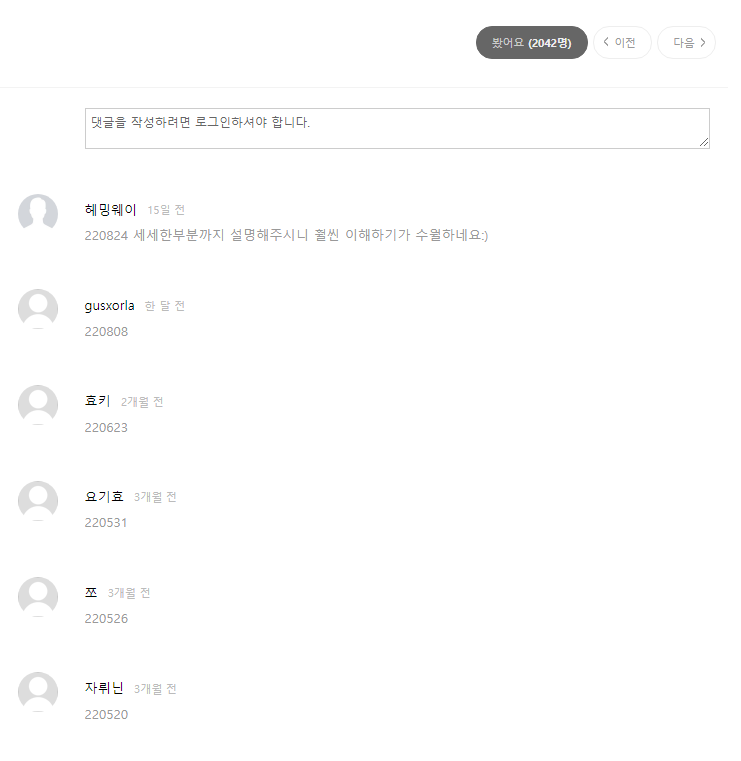 봤어요 (2042명) 이전 다음
댓글을 작성하려면 로그인하셔야 합니다.
헤밍웨이 15일 전
220824 세세한부분까지 설명해주시니 훨씬 이해하기가 수월하네요:)
gusxorla 한 달 전
220808
효키 2개월 전
220623
요기효 3개월 전
220531
쪼 3개월 전
220526
자뤼닌 3개월 전
220520